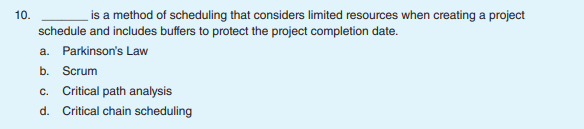 10. _______ is a method of scheduling that considers limited resources when creating a project
schedule and includes buffers to protect the project completion date.
a. Parkinson's Law
b. Scrum
c. Critical path analysis
d. Critical chain scheduling